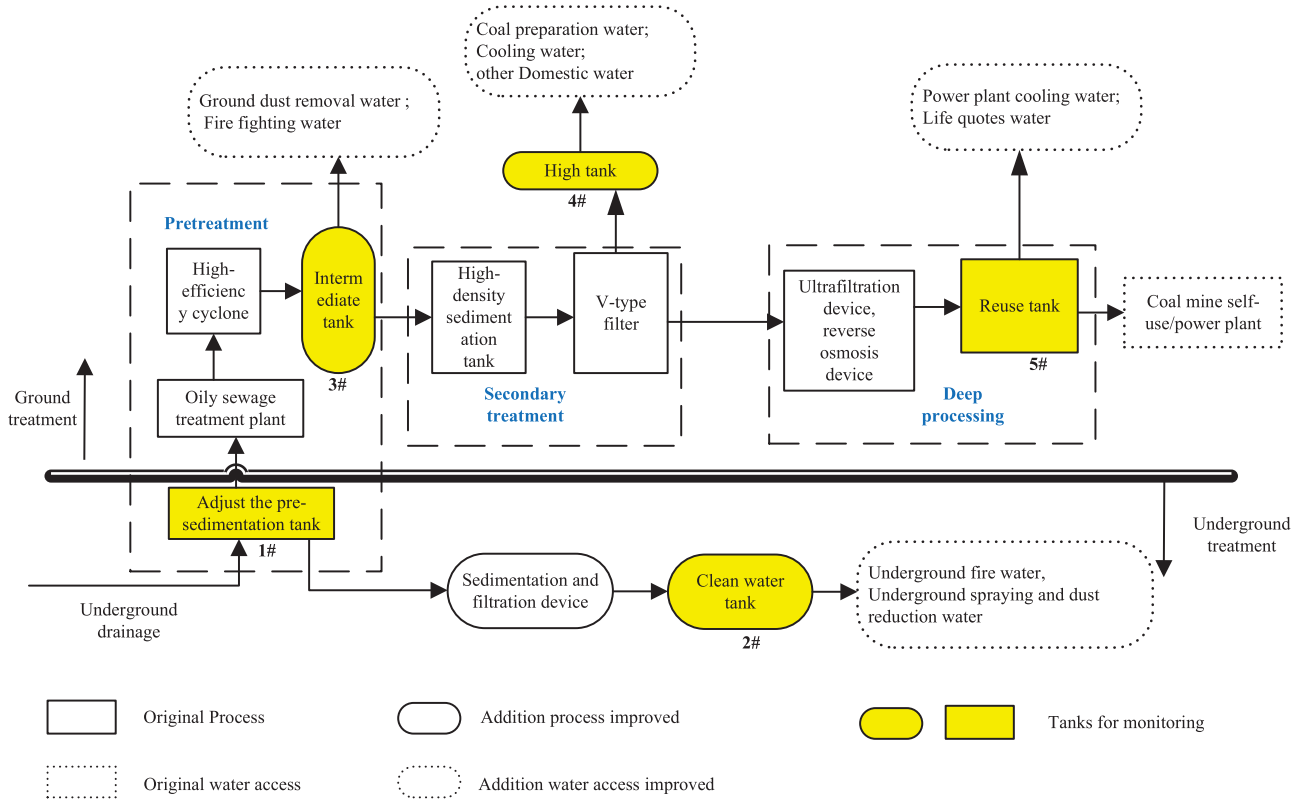 Coal preparation water;
Cooling water;
other Domestic water
Ground dust removal water ;
Fire fighting water
Power plant cooling water;
Life quotes water
High tank
4#
Pretreatment
High-
efficienc
y cyclone
Interm
ediate
tank
3#
High-
density
sediment
ation tank
V-type
filter
Secondary
treatment
Ultrafiltration
device,
reverse
osmosis
device
Reuse tank
5#
Deep
processing
Coal mine self-
use/power plant
Ground
treatment
Oily sewage
treatment plant
Adjust the pre-
sedimentation tank
1#
Underground
drainage
Sedimentation and
filtration device
Clean water
tank
2#
Underground fire water,
Underground spraying and dust
reduction water
Underground
treatment
Original Process
Addition process improved
Tanks for monitoring
Original water access
Addition water access improved